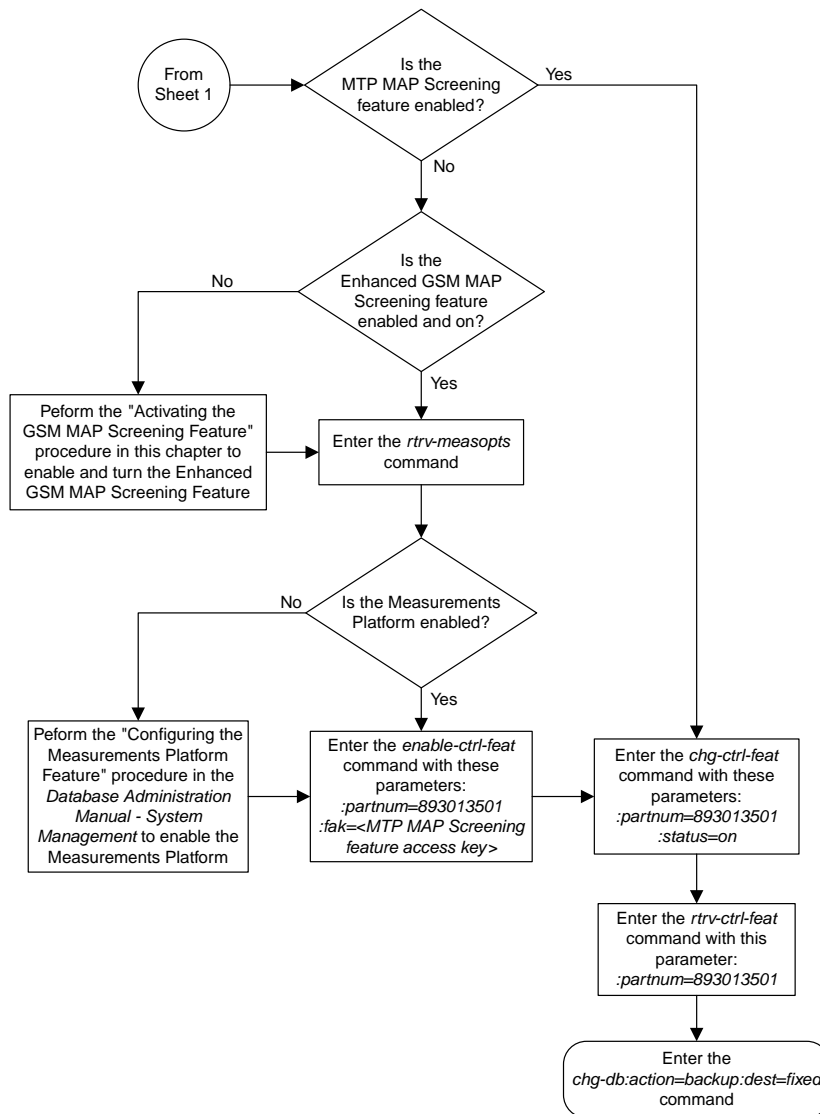 From
Sheet 1
Is the
MTP MAP Screening
feature enabled?
Yes
No
Is the
Enhanced GSM MAP
Screening feature
enabled and on?
No
Yes
Peform the "Activating the
GSM MAP Screening Feature"
procedure in this chapter to
enable and turn the Enhanced
GSM MAP Screening Feature
Enter the rtrv-measopts
command
Is the Measurements
Platform enabled?
No
Yes
Peform the "Configuring the
Measurements Platform
Feature" procedure in the
Database Administration
Manual - System
Management to enable the
Measurements Platform
Enter the enable-ctrl-feat
command with these
parameters:
:partnum=893013501
:fak=<MTP MAP Screening
feature access key>
Enter the chg-ctrl-feat
command with these
parameters:
:partnum=893013501
:status=on
Enter the rtrv-ctrl-feat
command with this
parameter:
:partnum=893013501
Enter the
chg-db:action=backup:dest=fixed
command